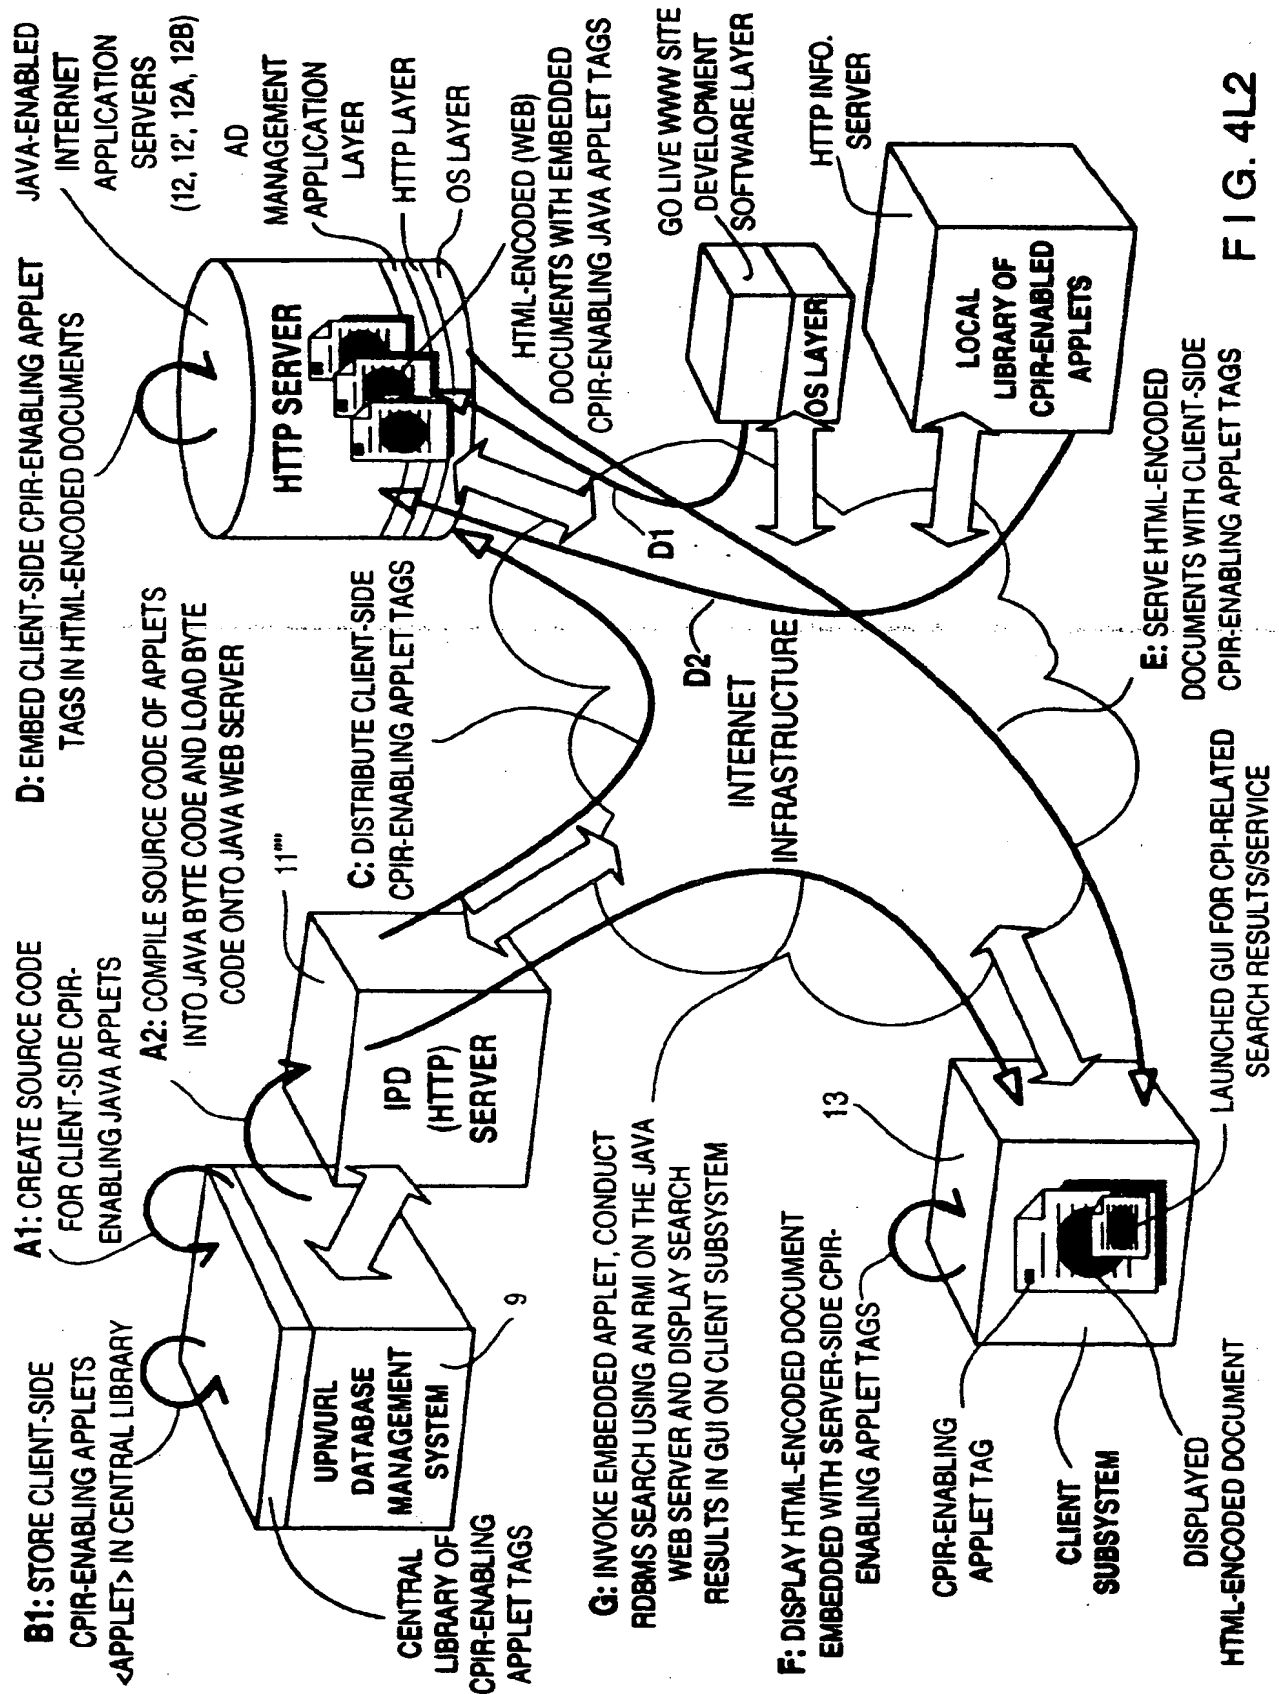 B1: STORE CLIENT-SIDE
CPIR-ENABLING APPLETS
<APPLET> IN CENTRAL LIBRARY
A1: CREATE SOURCE CODE
FOR CLIENT-SIDE CPIR-
ENABLING JAVA APPLETS
A2: COMPILE SOURCE CODE OF APPLETS
INTO JAVA BYTE CODE AND LOAD BYTE
CODE ONTO JAVA WEB SERVER
D: EMBED CLIENT-SIDE CPIR-ENABLING APPLET
TAGS IN HTML-ENCODED DOCUMENTS
JAVA-ENABLED
INTERNET
APPLICATION
SERVERS
(12, 12', 12A, 12B)
AD
MANAGEMENT
APPLICATION
LAYER
HTTP LAYER
OS LAYER
HTTP SERVER
HTML-ENCODED (WEB)
DOCUMENTS WITH EMBEDDED
CPIR-ENABLING JAVA APPLET TAGS
11""
C: DISTRIBUTE CLIENT-SIDE
CPIR-ENABLING APPLET TAGS
IPD
(HTTP)
SERVER
UPN/URL
DATABASE
MANAGEMENT
SYSTEM
9
CENTRAL
LIBRARY OF
CPIR-ENABLING
APPLET TAGS
D1
D2
INTERNET
INFRASTRUCTURE
GO LIVE WWW SITE
DEVELOPMENT
SOFTWARE LAYER
OS LAYER
HTTP INFO.
SERVER
LOCAL
LIBRARY OF
CPIR-ENABLED
APPLETS
G: INVOKE EMBEDDED APPLET, CONDUCT
RDBMS SEARCH USING AN RMI ON THE JAVA
WEB SERVER AND DISPLAY SEARCH
RESULTS IN GUI ON CLIENT SUBSYSTEM
F: DISPLAY HTML-ENCODED DOCUMENT
EMBEDDED WITH SERVER-SIDE CPIR-
ENABLING APPLET TAGS
13
CPIR-ENABLING
APPLET TAG
CLIENT
SUBSYSTEM
DISPLAYED
HTML-ENCODED DOCUMENT
LAUNCHED GUI FOR CPI-RELATED
SEARCH RESULTS/SERVICE
E: SERVE HTML-ENCODED
DOCUMENTS WITH CLIENT-SIDE
CPIR-ENABLING APPLET TAGS
FIG. 4L2